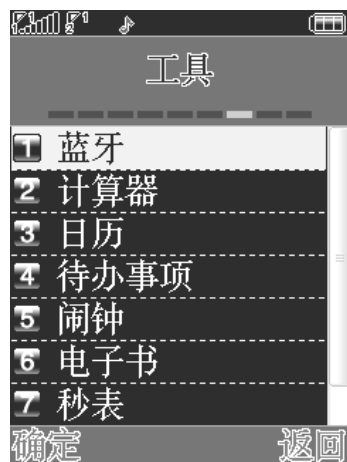 工具
1 蓝牙
2 计算器
3 日历
4 待办事项
5 闹钟
6 电子书
7 秒表
确定 返回